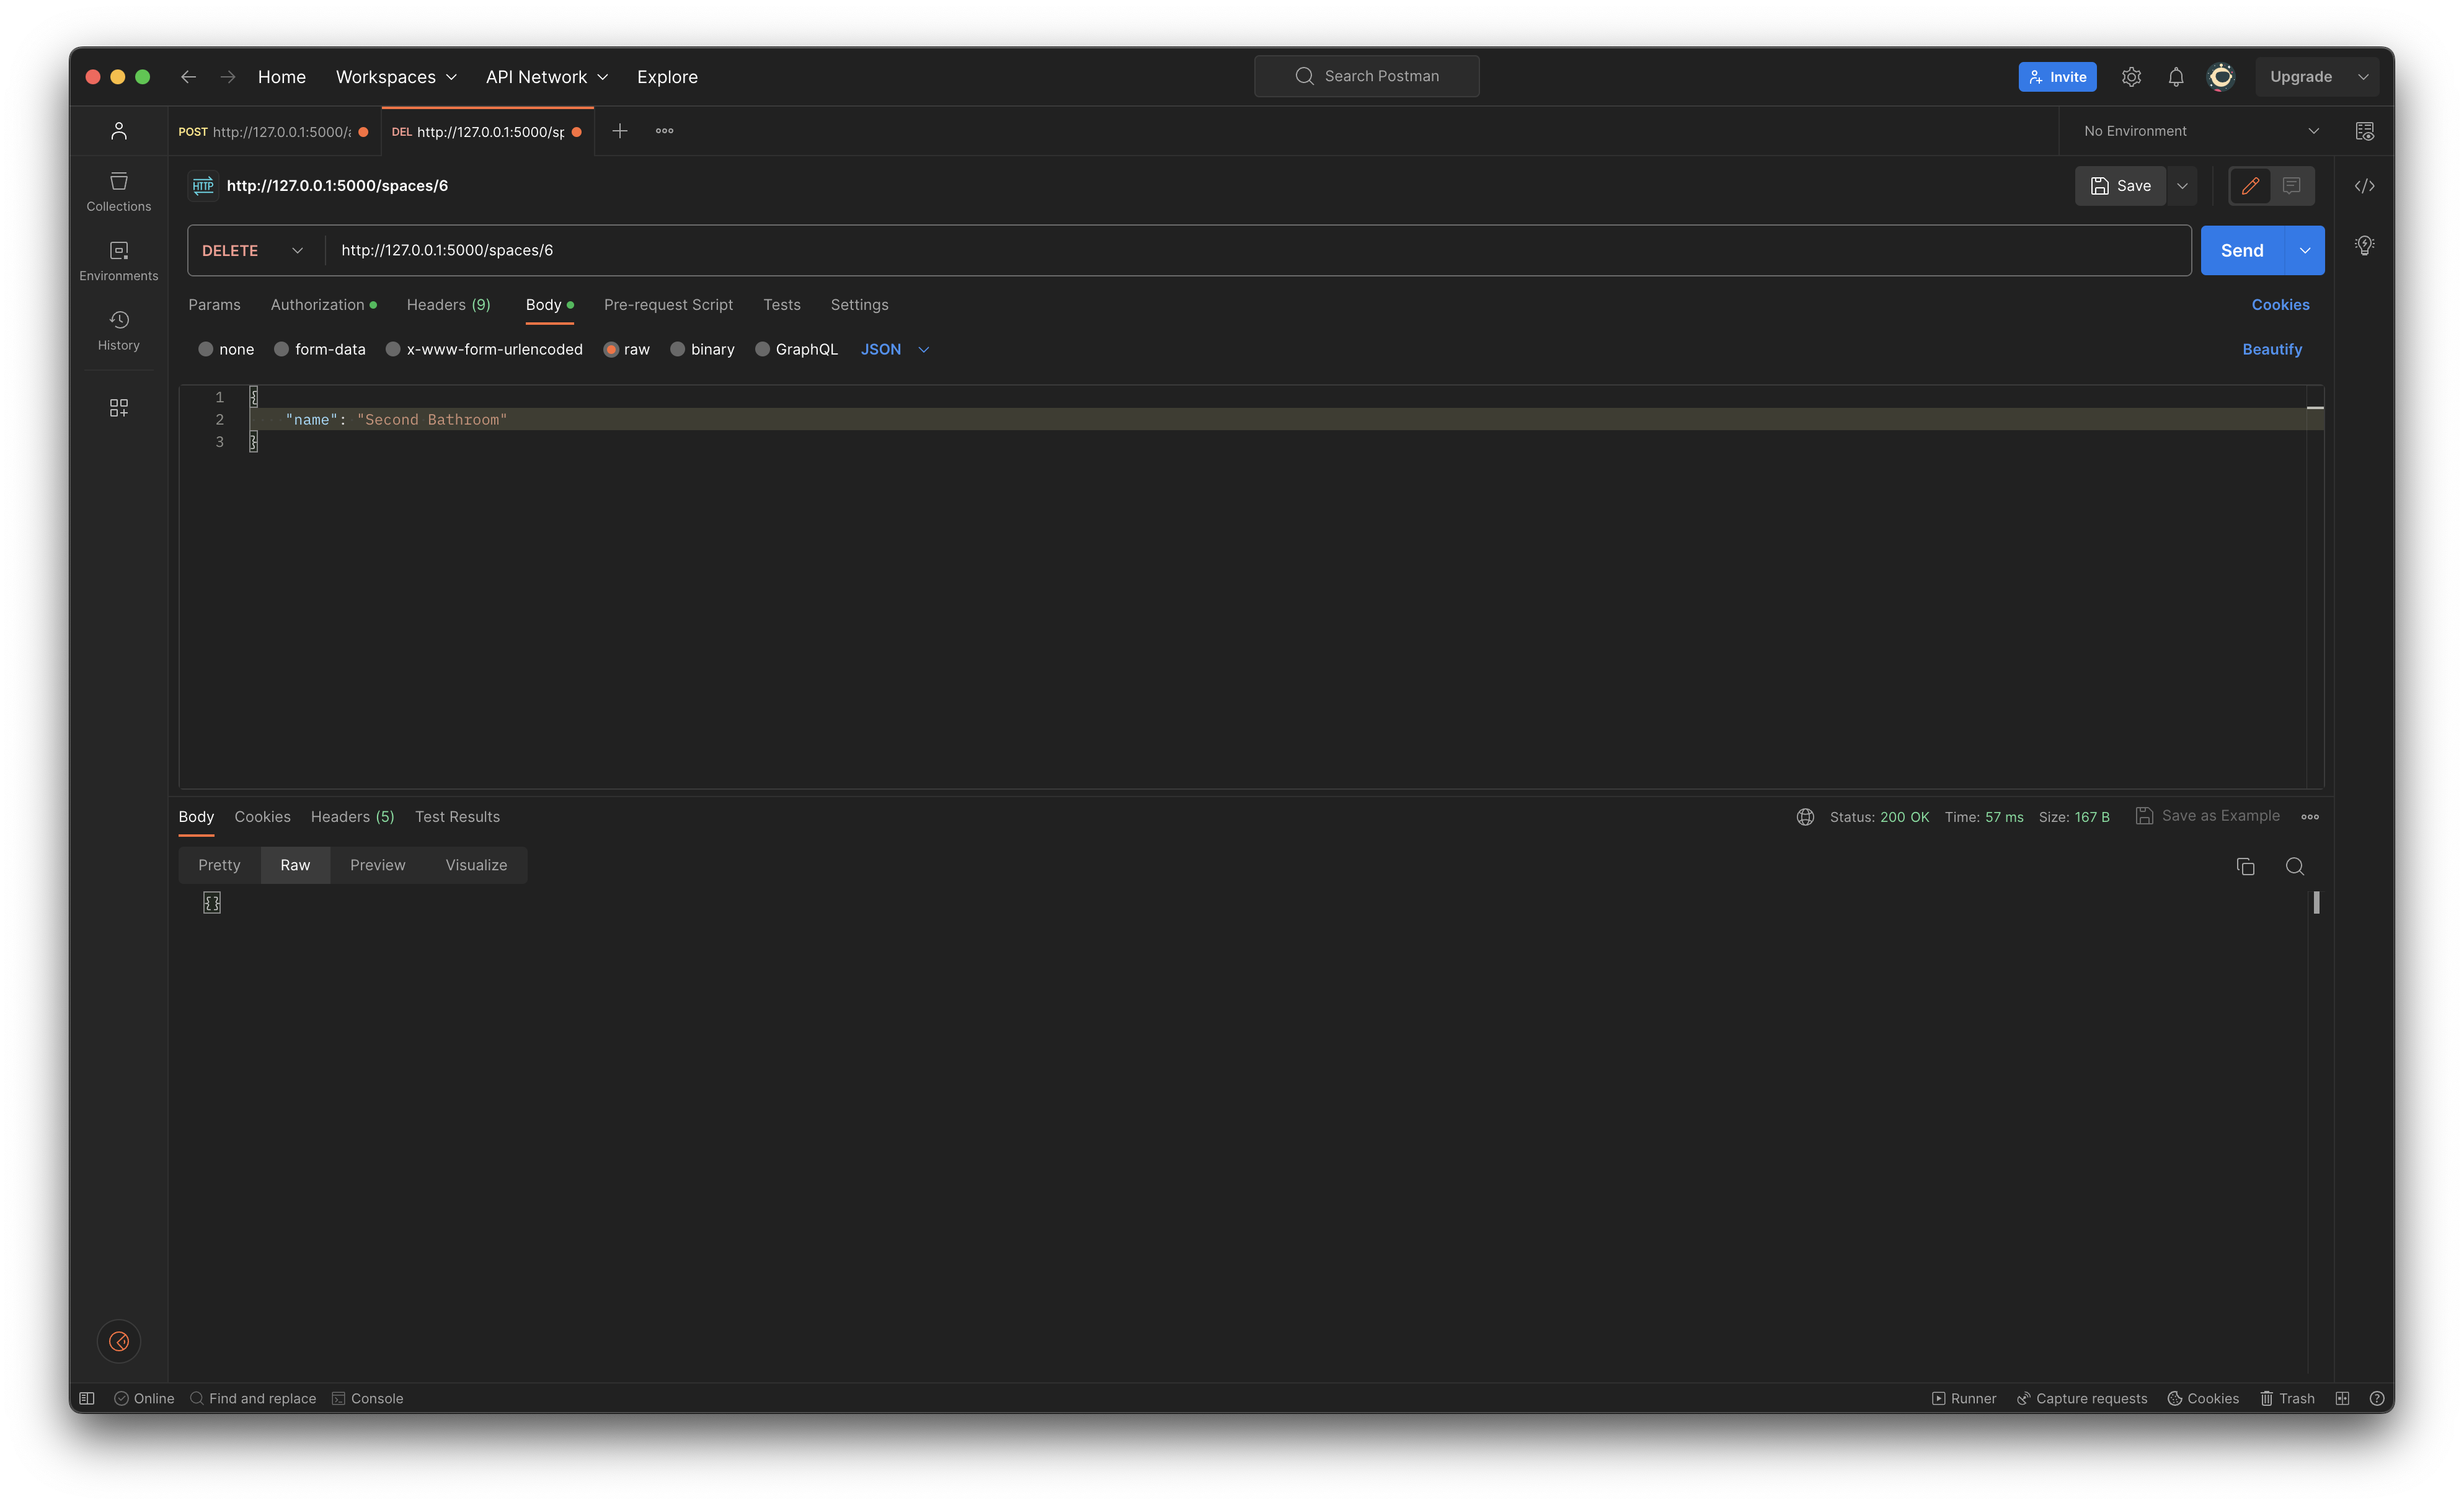 Home Workspaces API Network Explore Search Postman Invite Upgrade
POST http://127.0.0.1:5000/ DEL http://127.0.0.1:5000/sp No Environment
HTTP http://127.0.0.1:5000/spaces/6 Save
Collections
Environments
History
DELETE http://127.0.0.1:5000/spaces/6 Send
Params Authorization Headers (9) Body Pre-request Script Tests Settings Cookies
none form-data x-www-form-urlencoded raw binary GraphQL JSON Beautify
1 {
2 "name": "Second Bathroom"
3 }
Body Cookies Headers (5) Test Results Status: 200 OK Time: 57 ms Size: 167 B Save as Example
Pretty Raw Preview Visualize
{}
Online Find and replace Console Runner Capture requests Cookies Trash